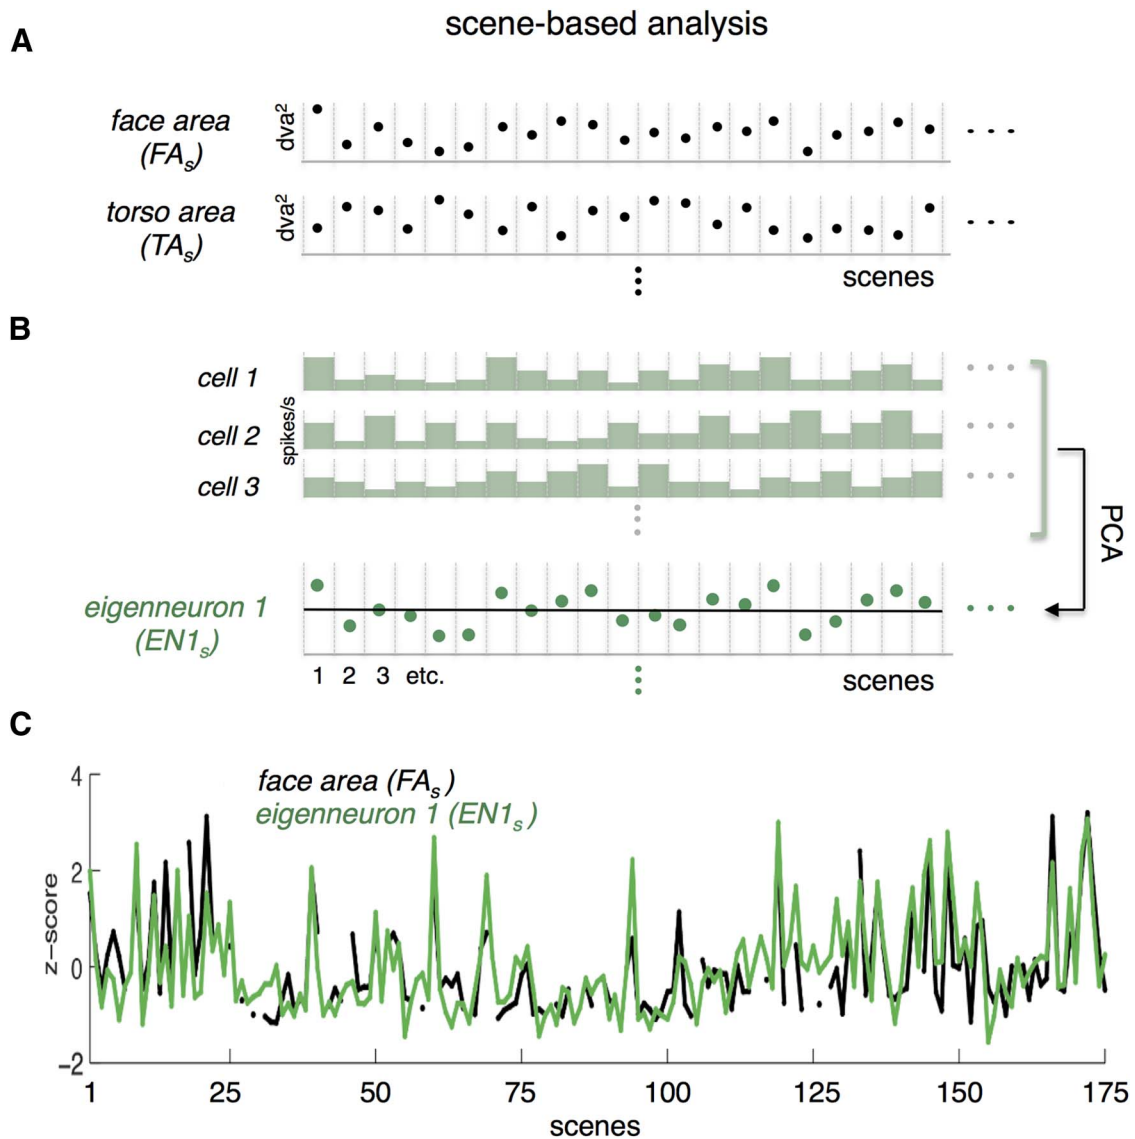 scene-based analysis
A
face area
(FAs)
dva2
torso area
(TAs)
dva2
scenes
B
cell 1
cell 2
cell 3
spikes/s
PCA
eigenneuron 1
(EN1s)
1 2 3 etc.
scenes
C
face area (FAs)
eigenneuron 1 (EN1s)
z-score
4
2
0
-2
1 25 50 75 100 125 150 175
scenes